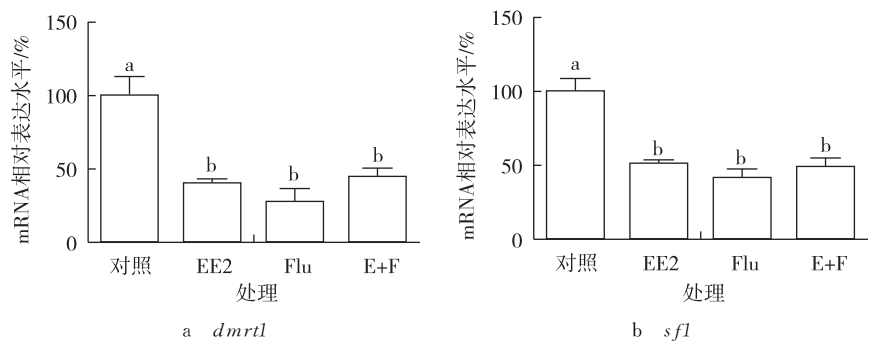 mRNA相对表达水平/%
150
100
50
0
a
b
b
b
对照
EE2
Flu
E+F
处理
a dmrt1
mRNA相对表达水平/%
150
100
50
0
a
b
b
b
对照
EE2
Flu
E+F
处理
b sf1